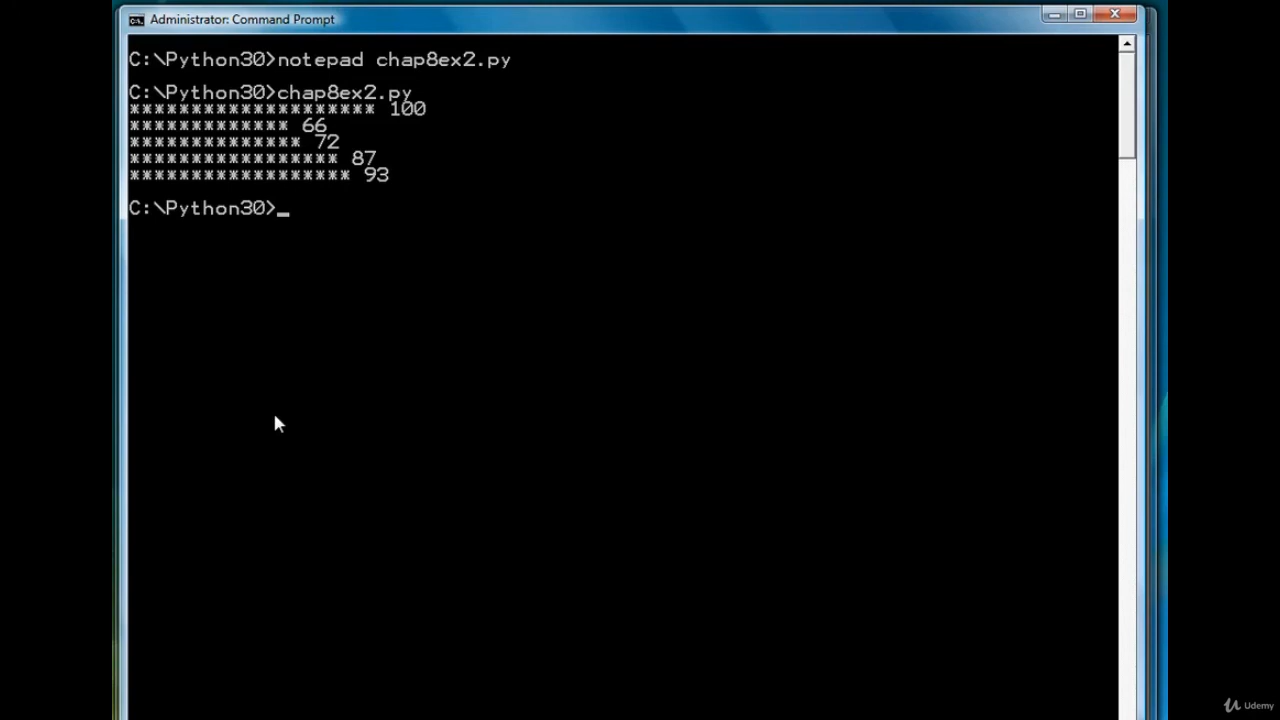 Administrator: Command Prompt
C:\Python30>notepad chap8ex2.py
C:\Python30>chap8ex2.py
******************** 100
************* 66
************** 72
***************** 87
****************** 93
C:\Python30>_
Udemy